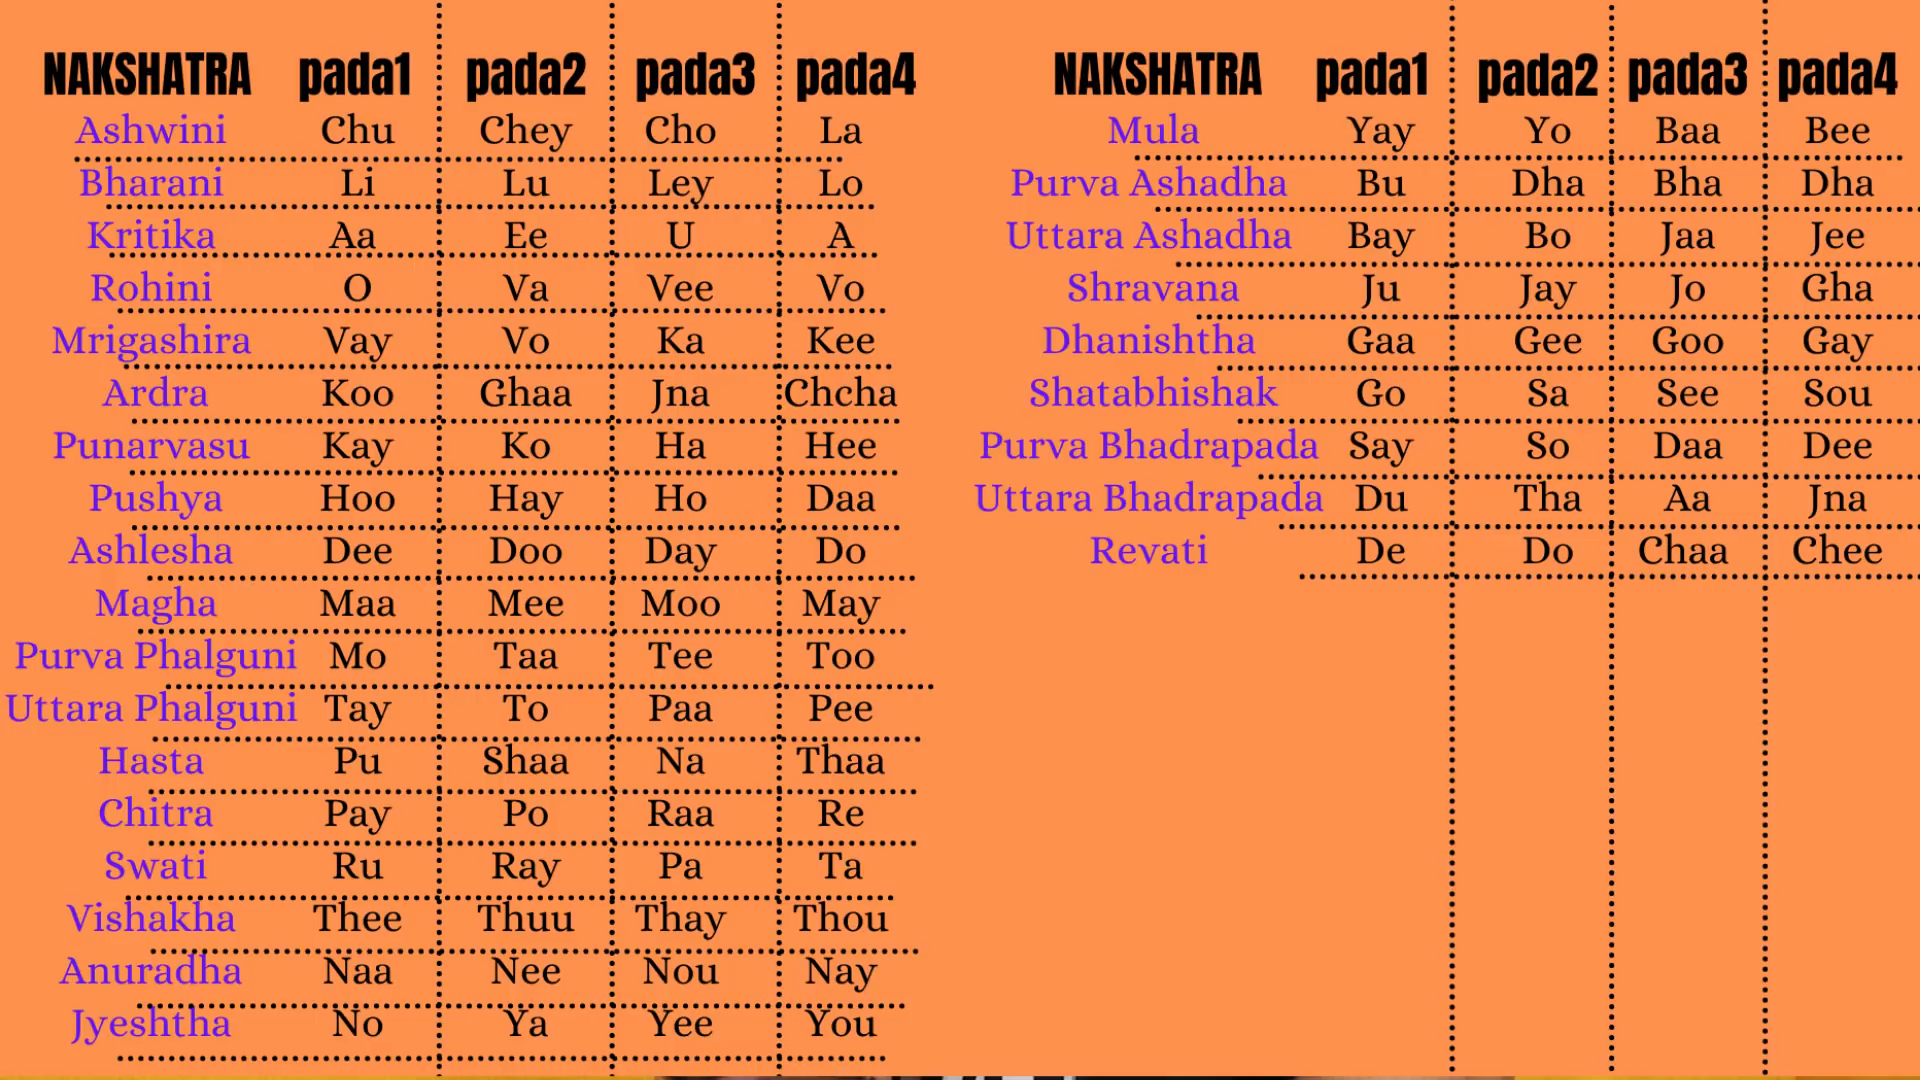 NAKSHATRA pada1 pada2 pada3 pada4
Ashwini Chu Chey Cho La
Bharani Li Lu Ley Lo
Kritika Aa Ee U A
Rohini O Va Vee Vo
Mrigashira Vay Vo Ka Kee
Ardra Koo Ghaa Jna Chcha
Punarvasu Kay Ko Ha Hee
Pushya Hoo Hay Ho Daa
Ashlesha Dee Doo Day Do
Magha Maa Mee Moo May
Purva Phalguni Mo Taa Tee Too
Uttara Phalguni Tay To Paa Pee
Hasta Pu Shaa Na Thaa
Chitra Pay Po Raa Re
Swati Ru Ray Pa Ta
Vishakha Thee Thuu Thay Thou
Anuradha Naa Nee Nou Nay
Jyeshtha No Ya Yee You
NAKSHATRA pada1 pada2 pada3 pada4
Mula Yay Yo Baa Bee
Purva Ashadha Bu Dha Bha Dha
Uttara Ashadha Bay Bo Jaa Jee
Shravana Ju Jay Jo Gha
Dhanishtha Gaa Gee Goo Gay
Shatabhishak Go Sa See Sou
Purva Bhadrapada Say So Daa Dee
Uttara Bhadrapada Du Tha Aa Jna
Revati De Do Chaa Chee